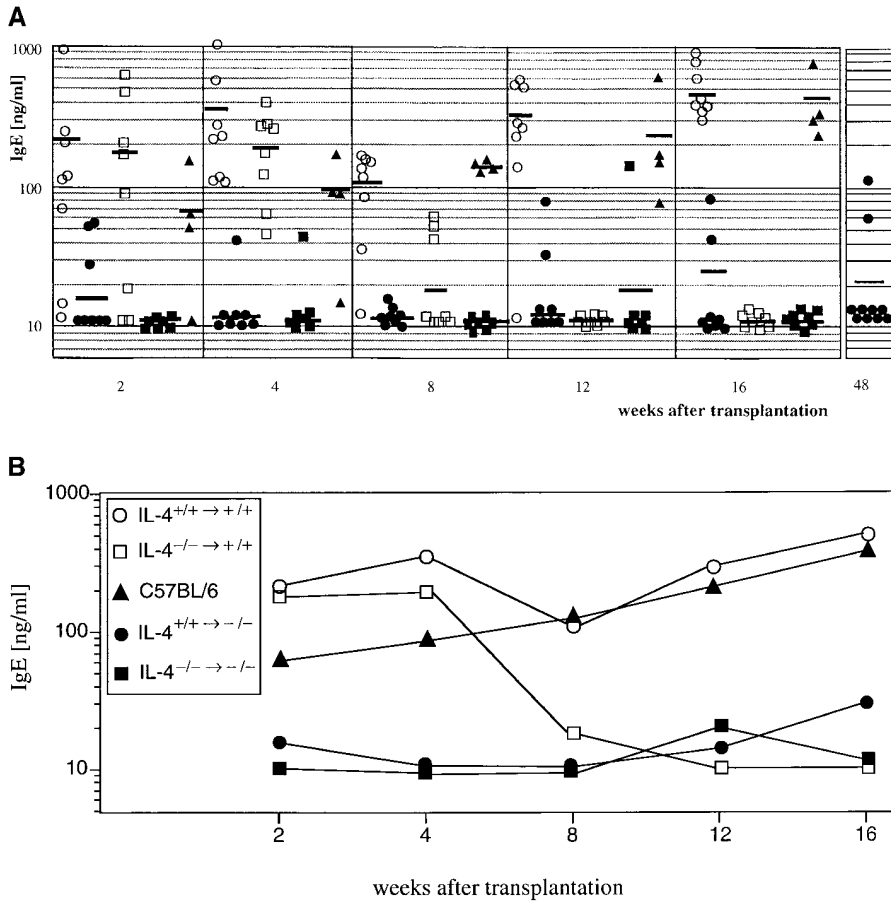 A
IgE [ng/ml]
1000
100
10
2
4
8
12
16
48
weeks after transplantation
B
IgE [ng/ml]
1000
100
10
IL-4+/+→+/+
IL-4−/−→+/+
C57BL/6
IL-4+/+→−/−
IL-4−/−→−/−
2
4
8
12
16
weeks after transplantation